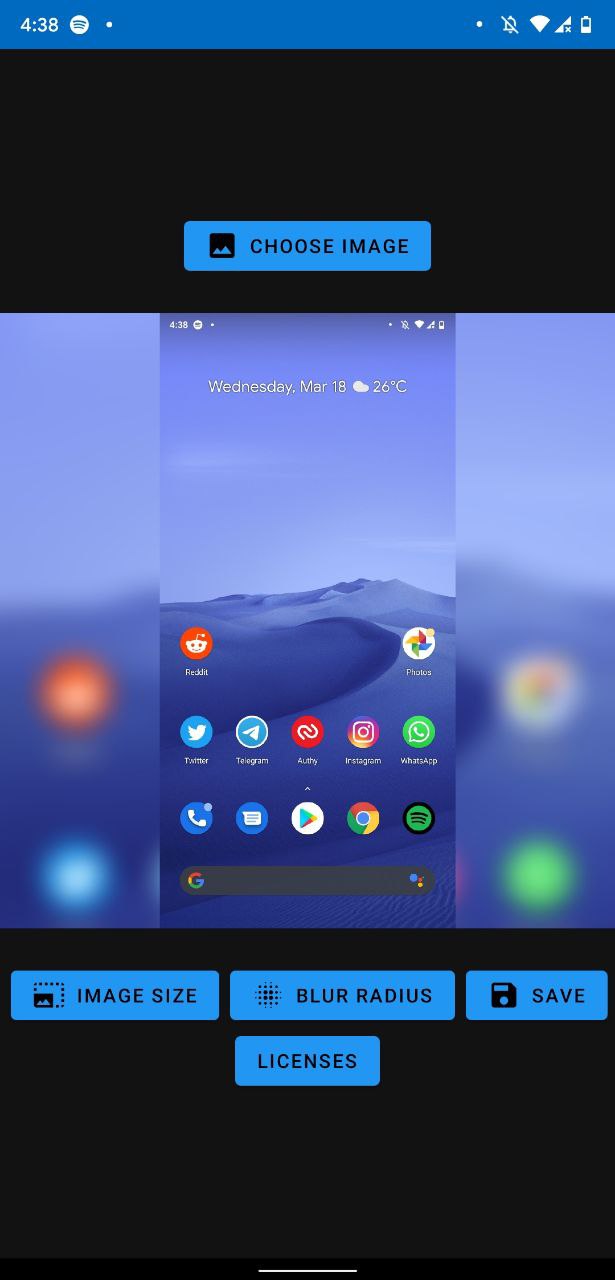 4:38
CHOOSE IMAGE
4:38
Wednesday, Mar 18 26°C
Reddit Photos
Twitter Telegram Authy Instagram WhatsApp
IMAGE SIZE BLUR RADIUS SAVE
LICENSES